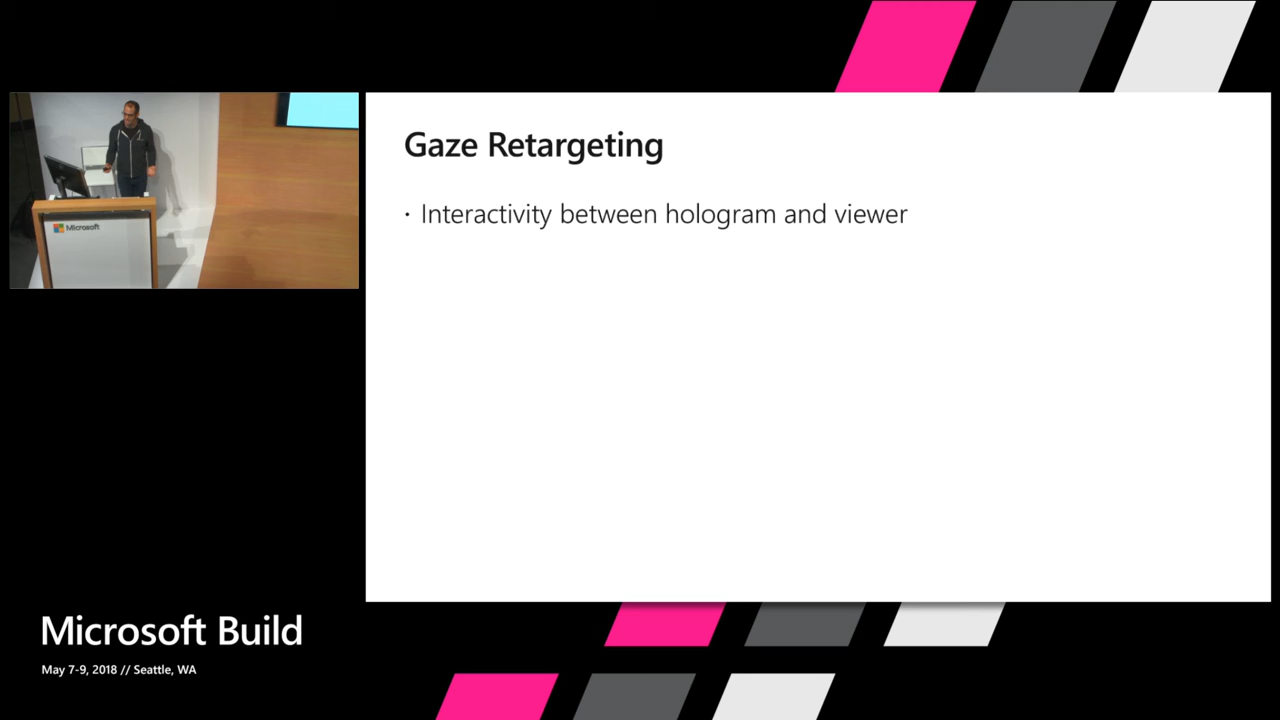 Gaze Retargeting
· Interactivity between hologram and viewer
Microsoft
Microsoft Build
May 7-9, 2018 // Seattle, WA